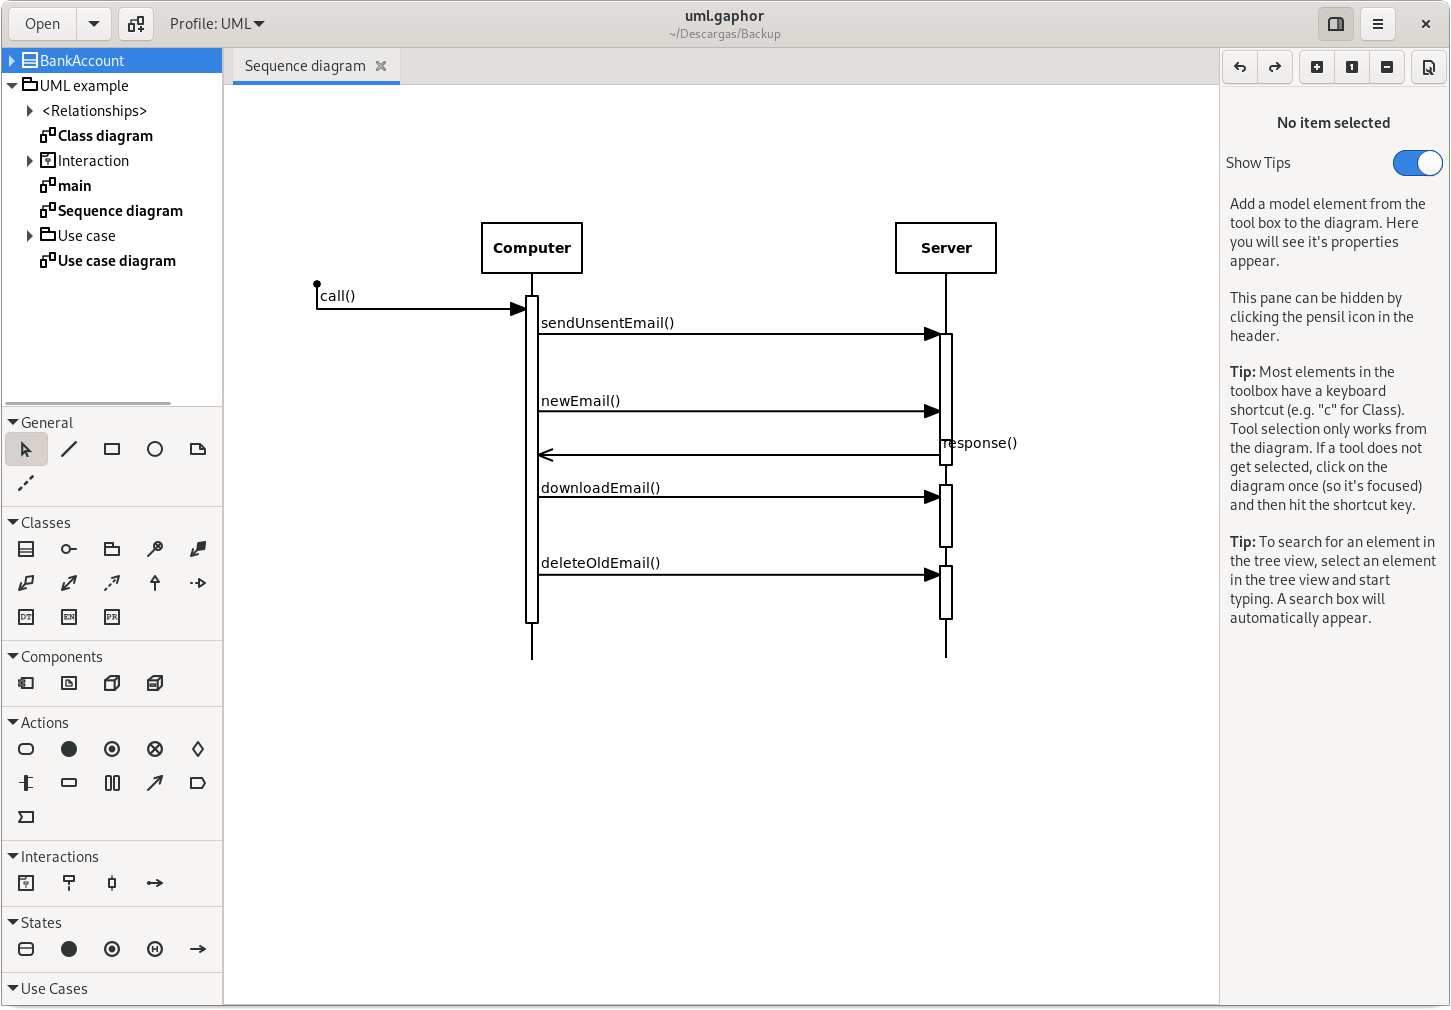 Open
Profile: UML
uml.gaphor
~/Descargas/Backup
BankAccount
UML example
<Relationships>
Class diagram
Interaction
main
Sequence diagram
Use case
Use case diagram
General
Classes
DT
EN
PR
Components
Actions
Interactions
States
H
Use Cases
Sequence diagram
Computer
Server
call()
sendUnsentEmail()
newEmail()
response()
downloadEmail()
deleteOldEmail()
1
No item selected
Show Tips
Add a model element from the
tool box to the diagram. Here
you will see it's properties
appear.
This pane can be hidden by
clicking the pensil icon in the
header.
Tip: Most elements in the
toolbox have a keyboard
shortcut (e.g. "c" for Class).
Tool selection only works from
the diagram. If a tool does not
get selected, click on the
diagram once (so it's focused)
and then hit the shortcut key.
Tip: To search for an element in
the tree view, select an element
in the tree view and start
typing. A search box will
automatically appear.